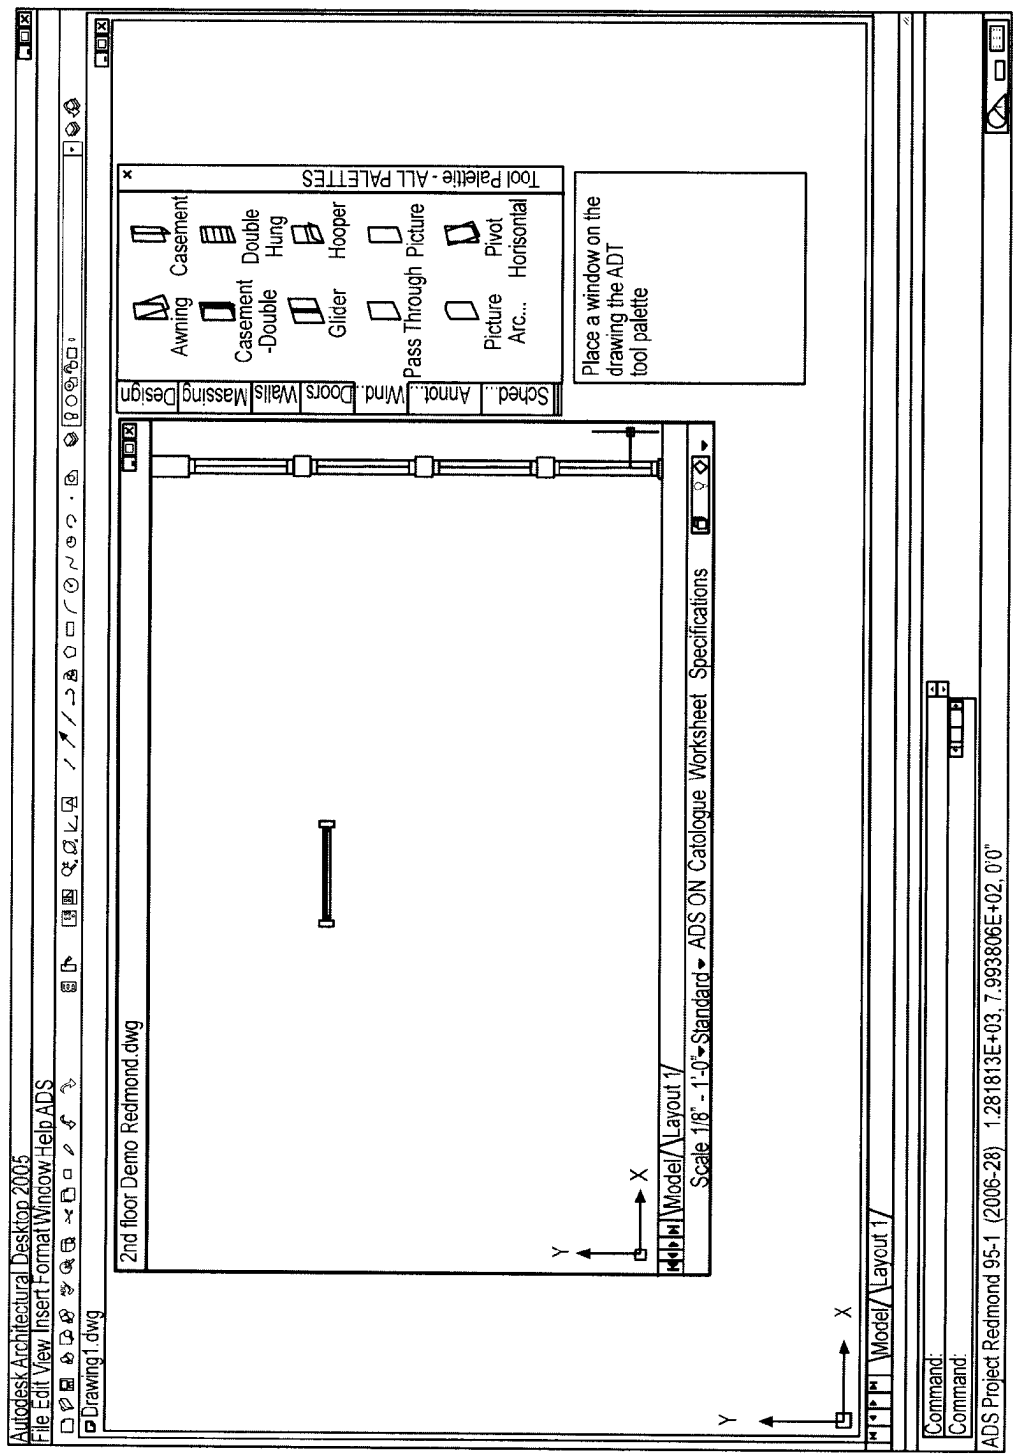 Autodesk Architectural Desktop 2005
File Edit View Insert Format Window Help ADS
Drawing1.dwg
2nd floor Demo Redmond.dwg
Y
X
Model Layout 1
Scale 1/8" - 1'-0" Standard ADS ON Catologue Worksheet Specifications
Design
Massing
Walls
Doors
Wind...
Annot...
Sched...
Awning
Casement
Casement
-Double
Double
Hung
Glider
Hooper
Pass Through
Picture
Picture
Arc...
Pivot
Horisontal
Tool Palettie - ALL PALETTES
Place a window on the
drawing the ADT
tool palette
Y
X
Model Layout 1
Command:
Command:
ADS Project Redmond 95-1 (2006-28) 1.281813E+03, 7.993806E+02, 0'0"